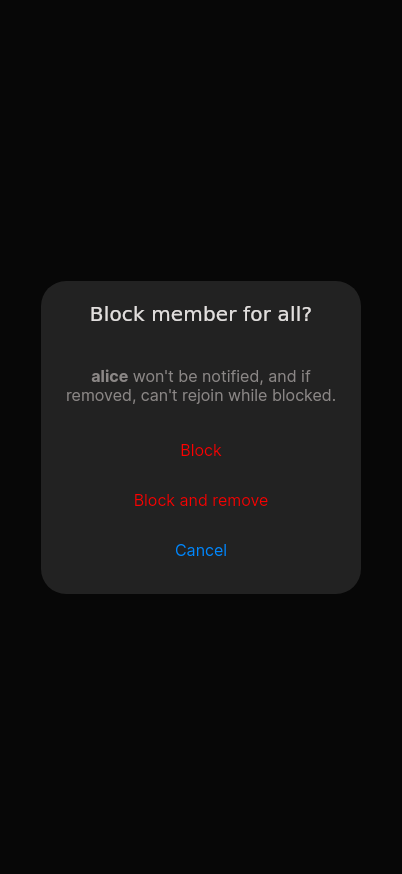 Block member for all?
alice won't be notified, and if
removed, can't rejoin while blocked.
Block
Block and remove
Cancel